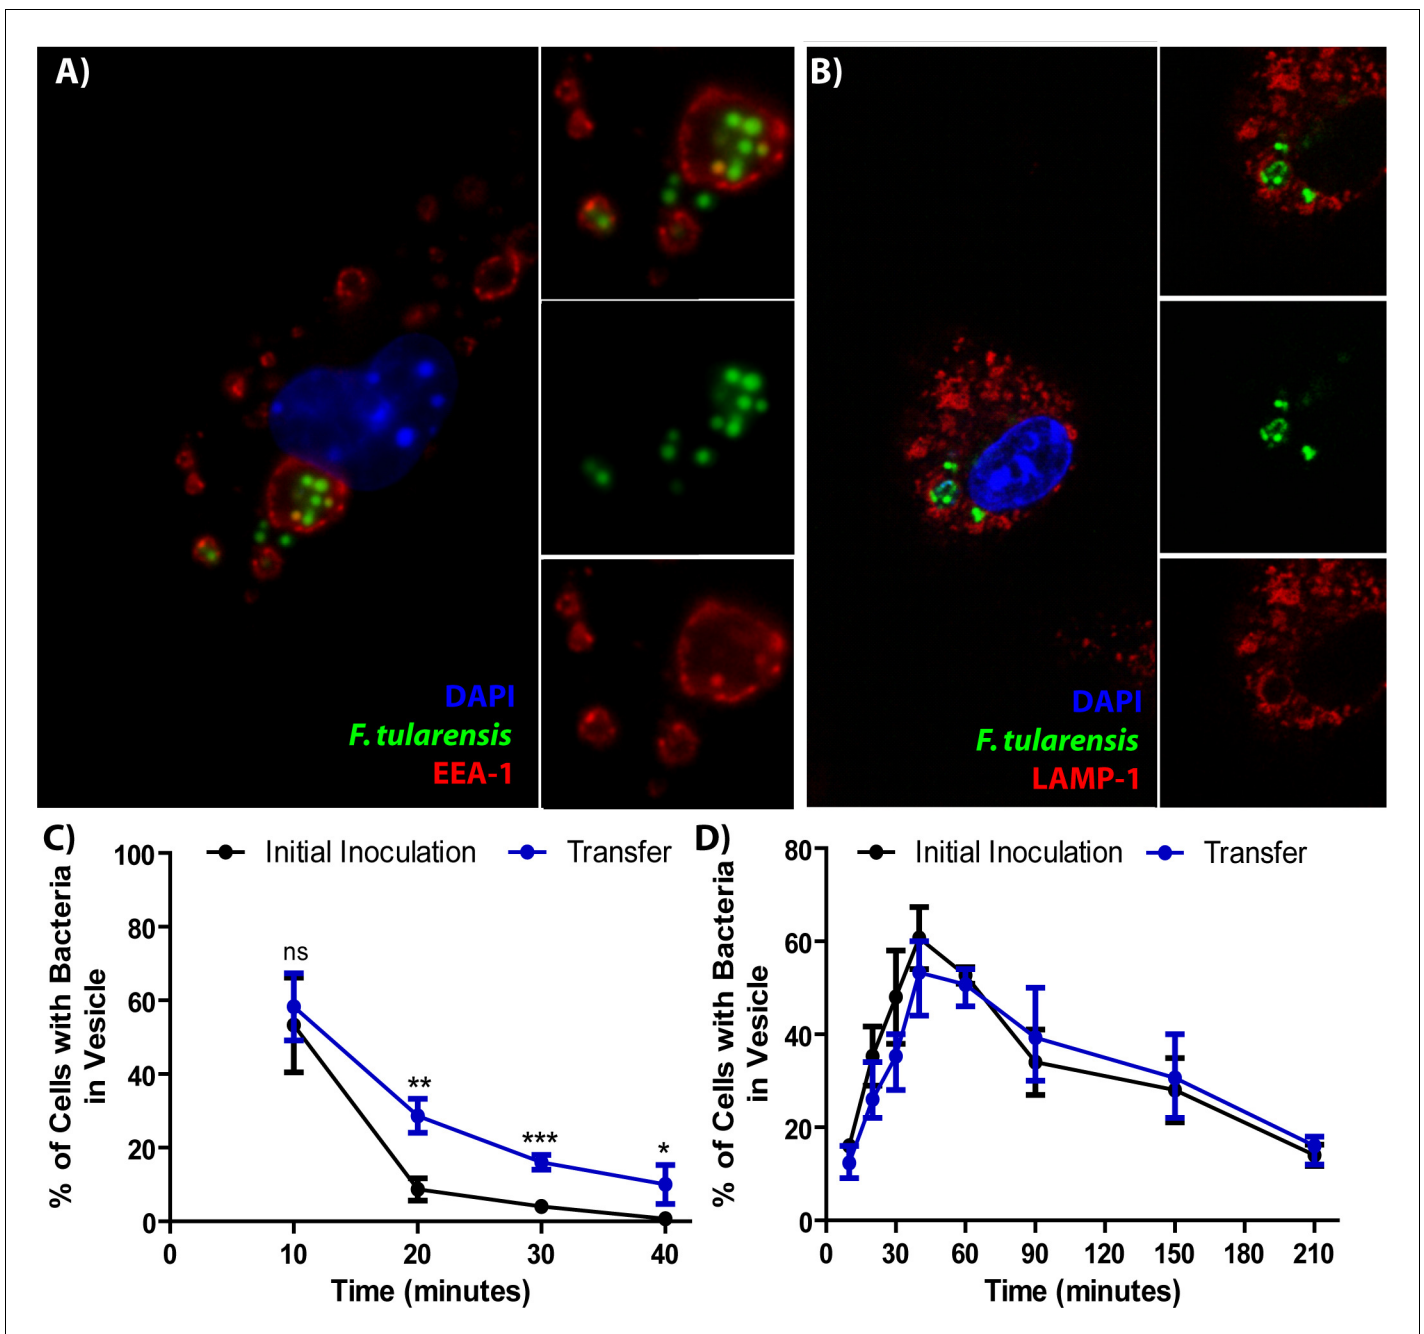 A)
DAPI
F. tularensis
EEA-1
B)
DAPI
F. tularensis
LAMP-1
C)
Initial Inoculation
Transfer
% of Cells with Bacteria
in Vesicle
100
80
60
40
20
0
ns
**
***
*
0 10 20 30 40
Time (minutes)
D)
Initial Inoculation
Transfer
% of Cells with Bacteria
in Vesicle
80
60
40
20
0
0 30 60 90 120 150 180 210
Time (minutes)